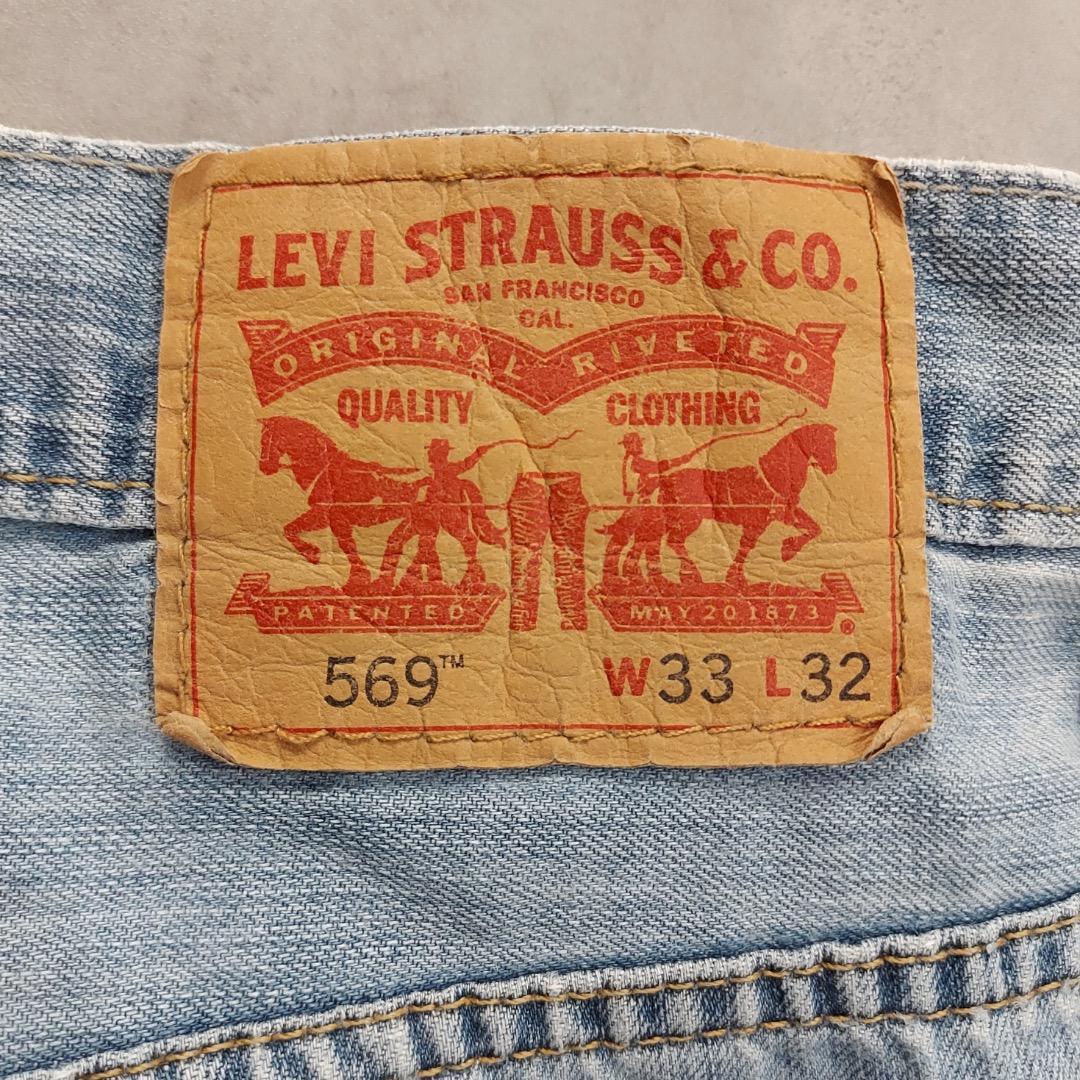 LEVI STRAUSS & CO.
SAN FRANCISCO
CAL.
ORIGINAL RIVETED
QUALITY CLOTHING
PATENTED MAY 20 1873 ®
569™ W33 L32